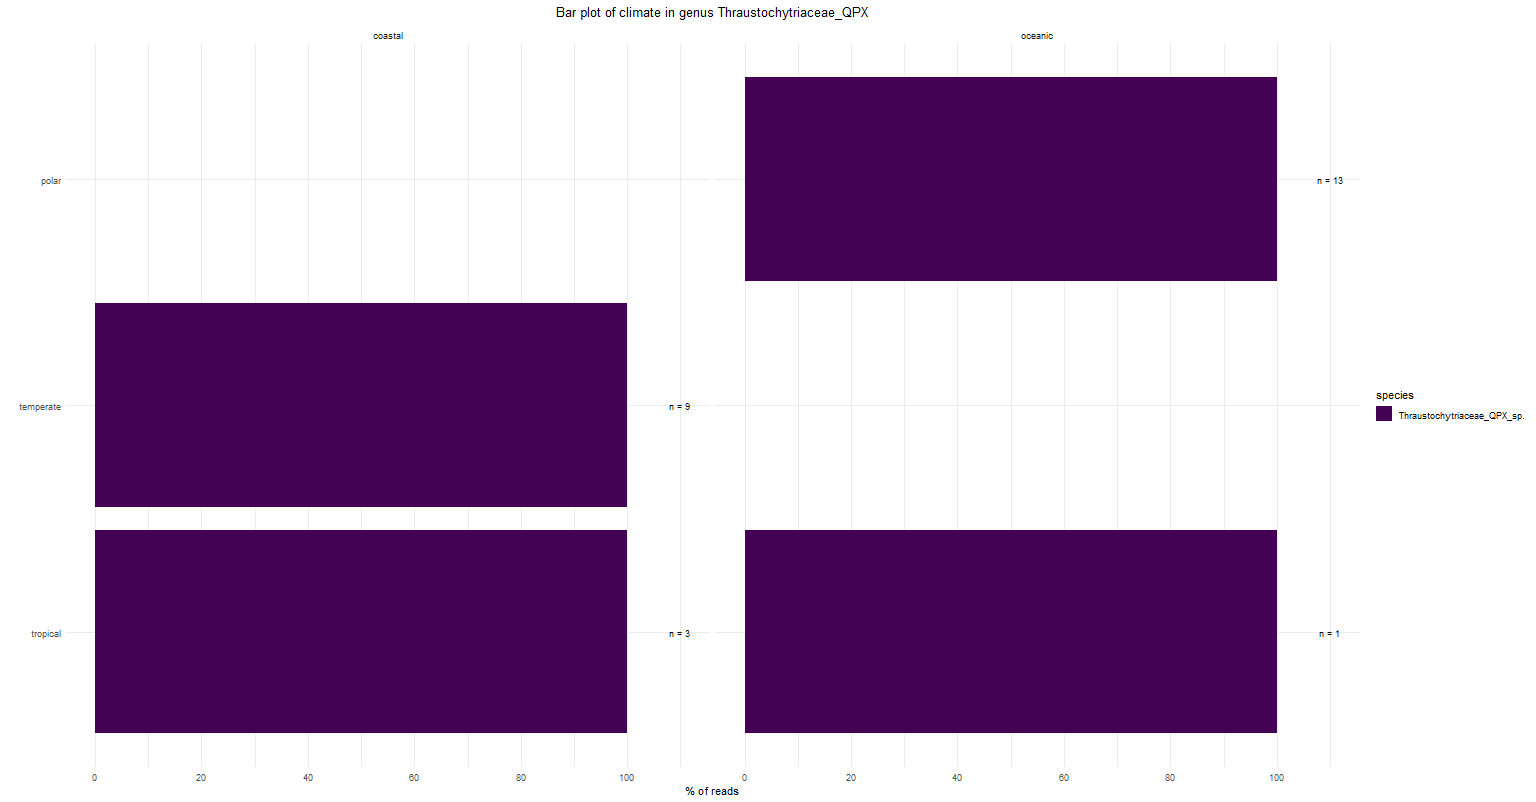 Bar plot of climate in genus Thraustochytriaceae_QPX
coastal
oceanic
polar
n = 13
temperate
n = 9
tropical
n = 3
n = 1
species
Thraustochytriaceae_QPX_sp.
0 20 40 60 80 100
0 20 40 60 80 100
% of reads